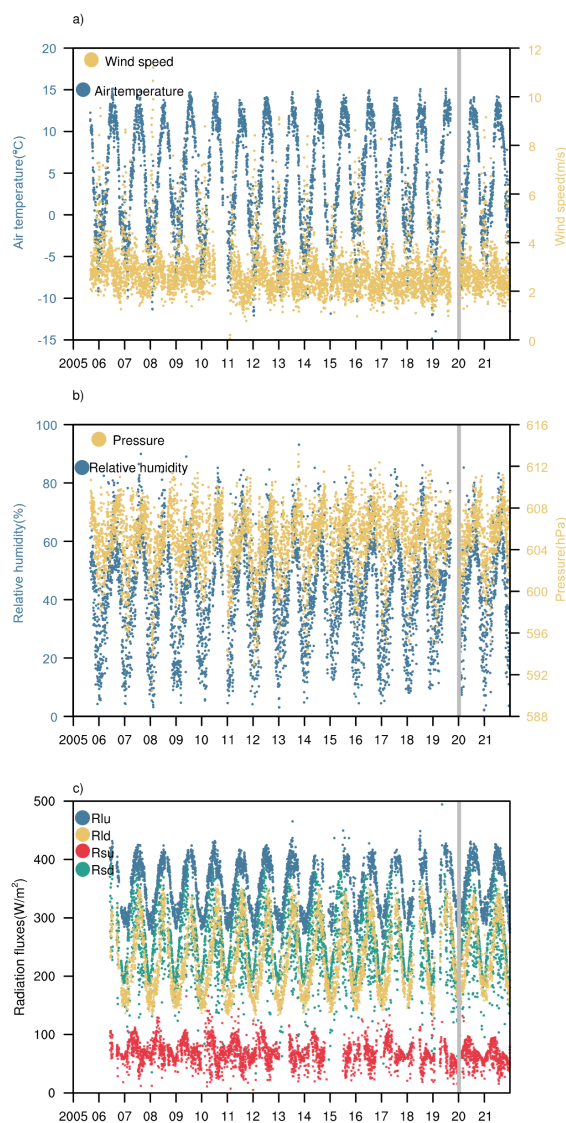 a)
Wind speed
Air temperature
Air temperature(°C)
20
15
10
5
0
-5
-10
-15
12
10
8
6
4
2
0
Wind speed(m/s)
2005 06 07 08 09 10 11 12 13 14 15 16 17 18 19 20 21
b)
Pressure
Relative humidity
Relative humidity(%)
100
80
60
40
20
0
616
612
608
604
600
596
592
588
Pressure(hPa)
2005 06 07 08 09 10 11 12 13 14 15 16 17 18 19 20 21
c)
Rlu
Rld
Rsu
Rsd
Radiation fluxes(W/m²)
500
400
300
200
100
0
2005 06 07 08 09 10 11 12 13 14 15 16 17 18 19 20 21